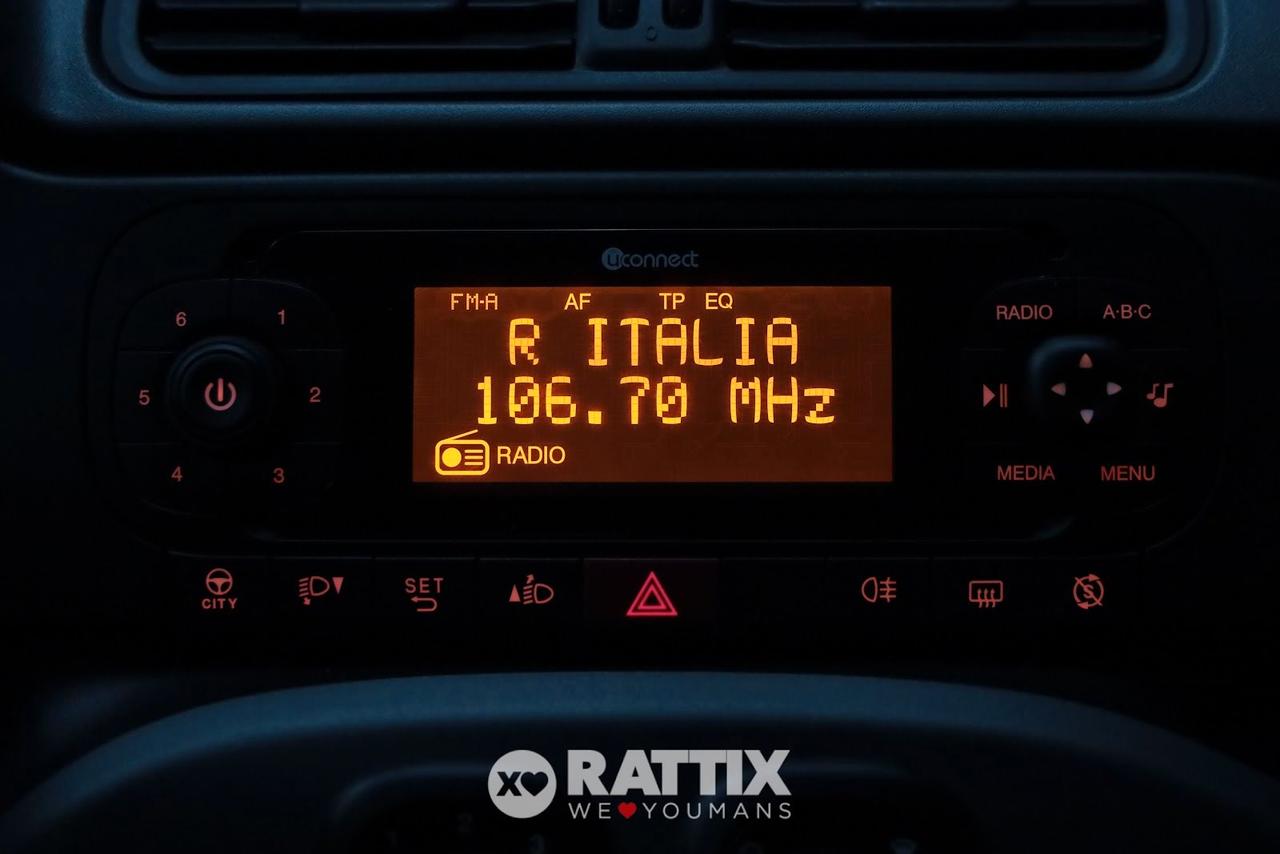 uconnect
FM-A AF TP EQ
R ITALIA
106.70 MHz
RADIO
6 1
5 2
4 3
RADIO A·B·C
MEDIA MENU
CITY
SET
S
XO RATTIX
WE YOUMANS